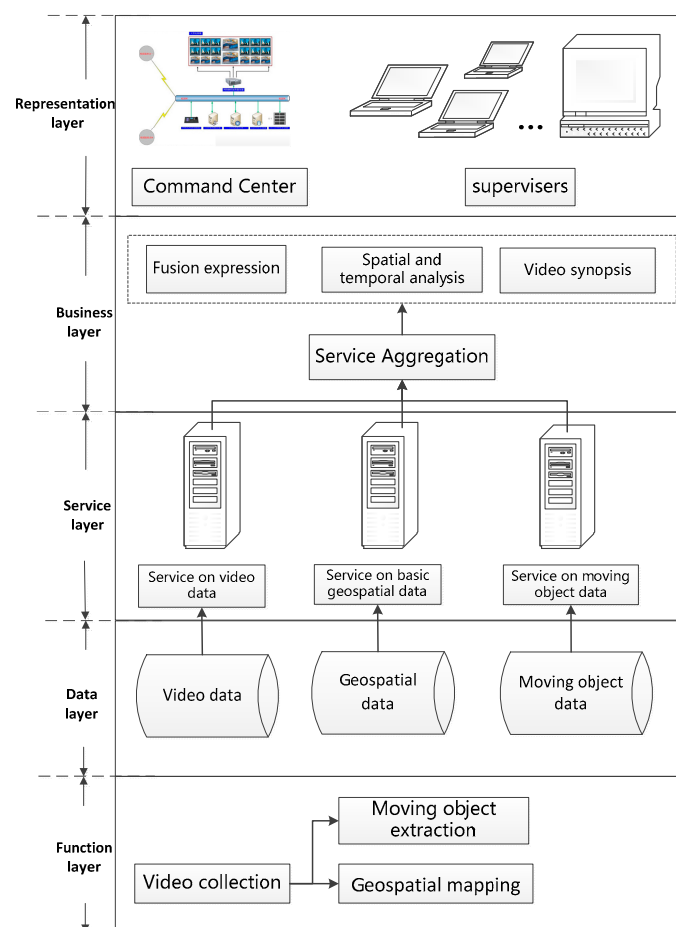 Representation
layer
Command Center
supervisers
Business
layer
Fusion expression
Spatial and
temporal analysis
Video synopsis
Service Aggregation
Service
layer
Service on video
data
Service on basic
geospatial data
Service on moving
object data
Data
layer
Video data
Geospatial
data
Moving object
data
Function
layer
Moving object
extraction
Video collection
Geospatial mapping